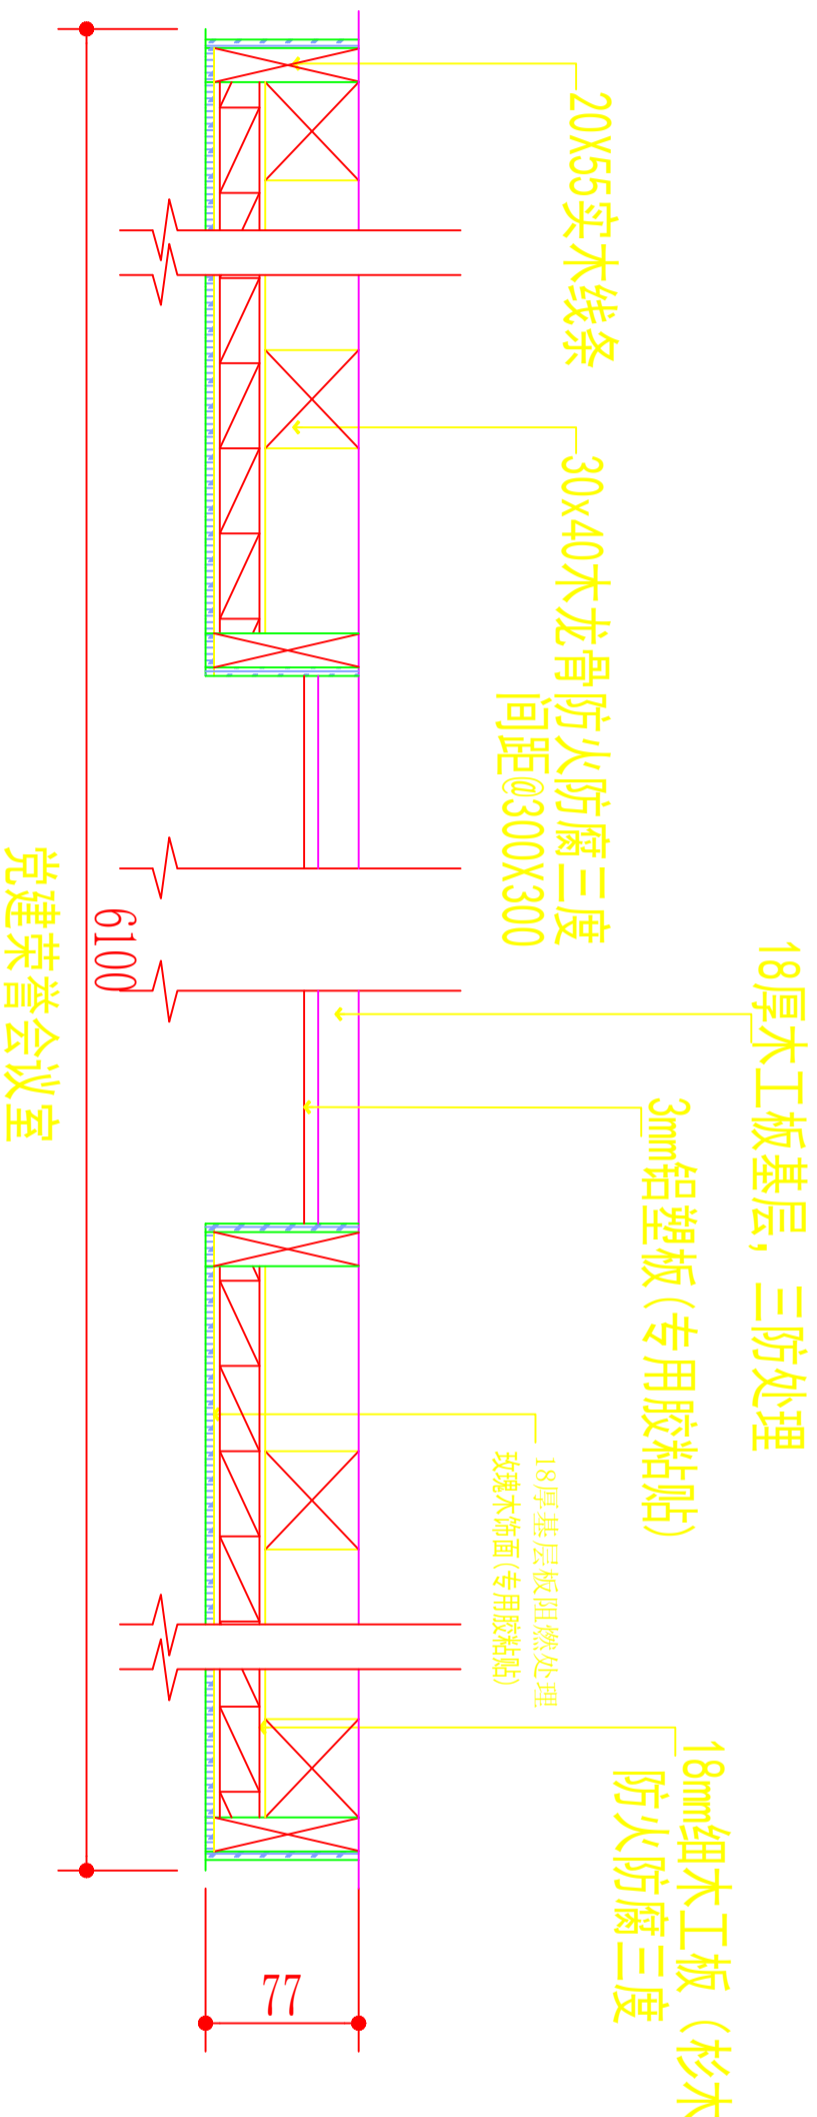 20X55实木线条
30x40木龙骨防火防腐三度
间距@300X300
18厚木工板基层，三防处理
3mm铝塑板(专用胶粘贴)
18厚基层板阻燃处理
玫瑰木饰面(专用胶粘贴)
18mm细木工板（杉木
防火防腐三度
6100
77
党建荣誉会议室